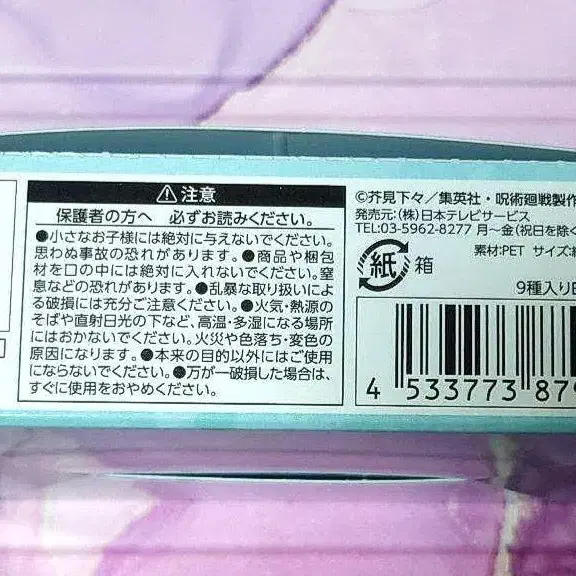 ⚠注意
保護者の方へ 必ずお読みください。
●小さなお子様には絶対に与えないでください。
思わぬ事故の恐れがあります。●商品や梱包
材を口の中には絶対に入れないでください。窒
息などの恐れがあります。●乱暴な取り扱いによ
る破損には充分ご注意ください。●火気・熱源の
そばや直射日光の下など、高温・多湿になる場所
にはおかないでください。火災や色落ち・変色の
原因になります。●本来の目的以外にはご使用
にならないでください。●万が一破損した場合は、
すぐに使用をおやめください。
©芥見下々／集英社・呪術廻戦製作
発売元：(株)日本テレビサービス
TEL:03-5962-8277 月～金(祝日を除く
素材:PET サイズ:
紙 箱
9種入り
4 533773 87